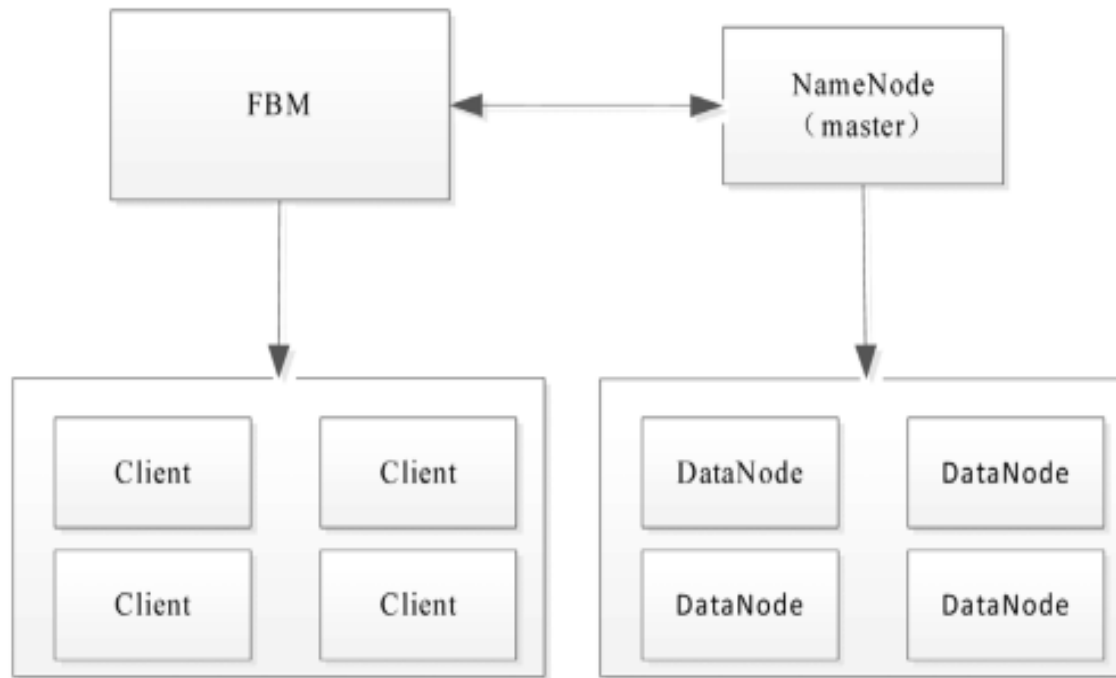 FBM
NameNode
（master）
Client
Client
DataNode
DataNode
Client
Client
DataNode
DataNode